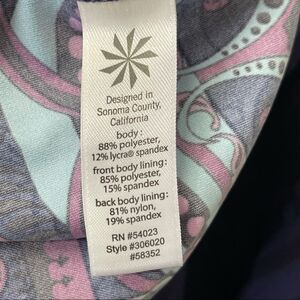 Designed in
Sonoma County,
California
body:
88% polyester,
12% lycra® spandex
front body lining:
85% polyester,
15% spandex
back body lining:
81% nylon,
19% spandex
RN #54023
Style #306020
#58352